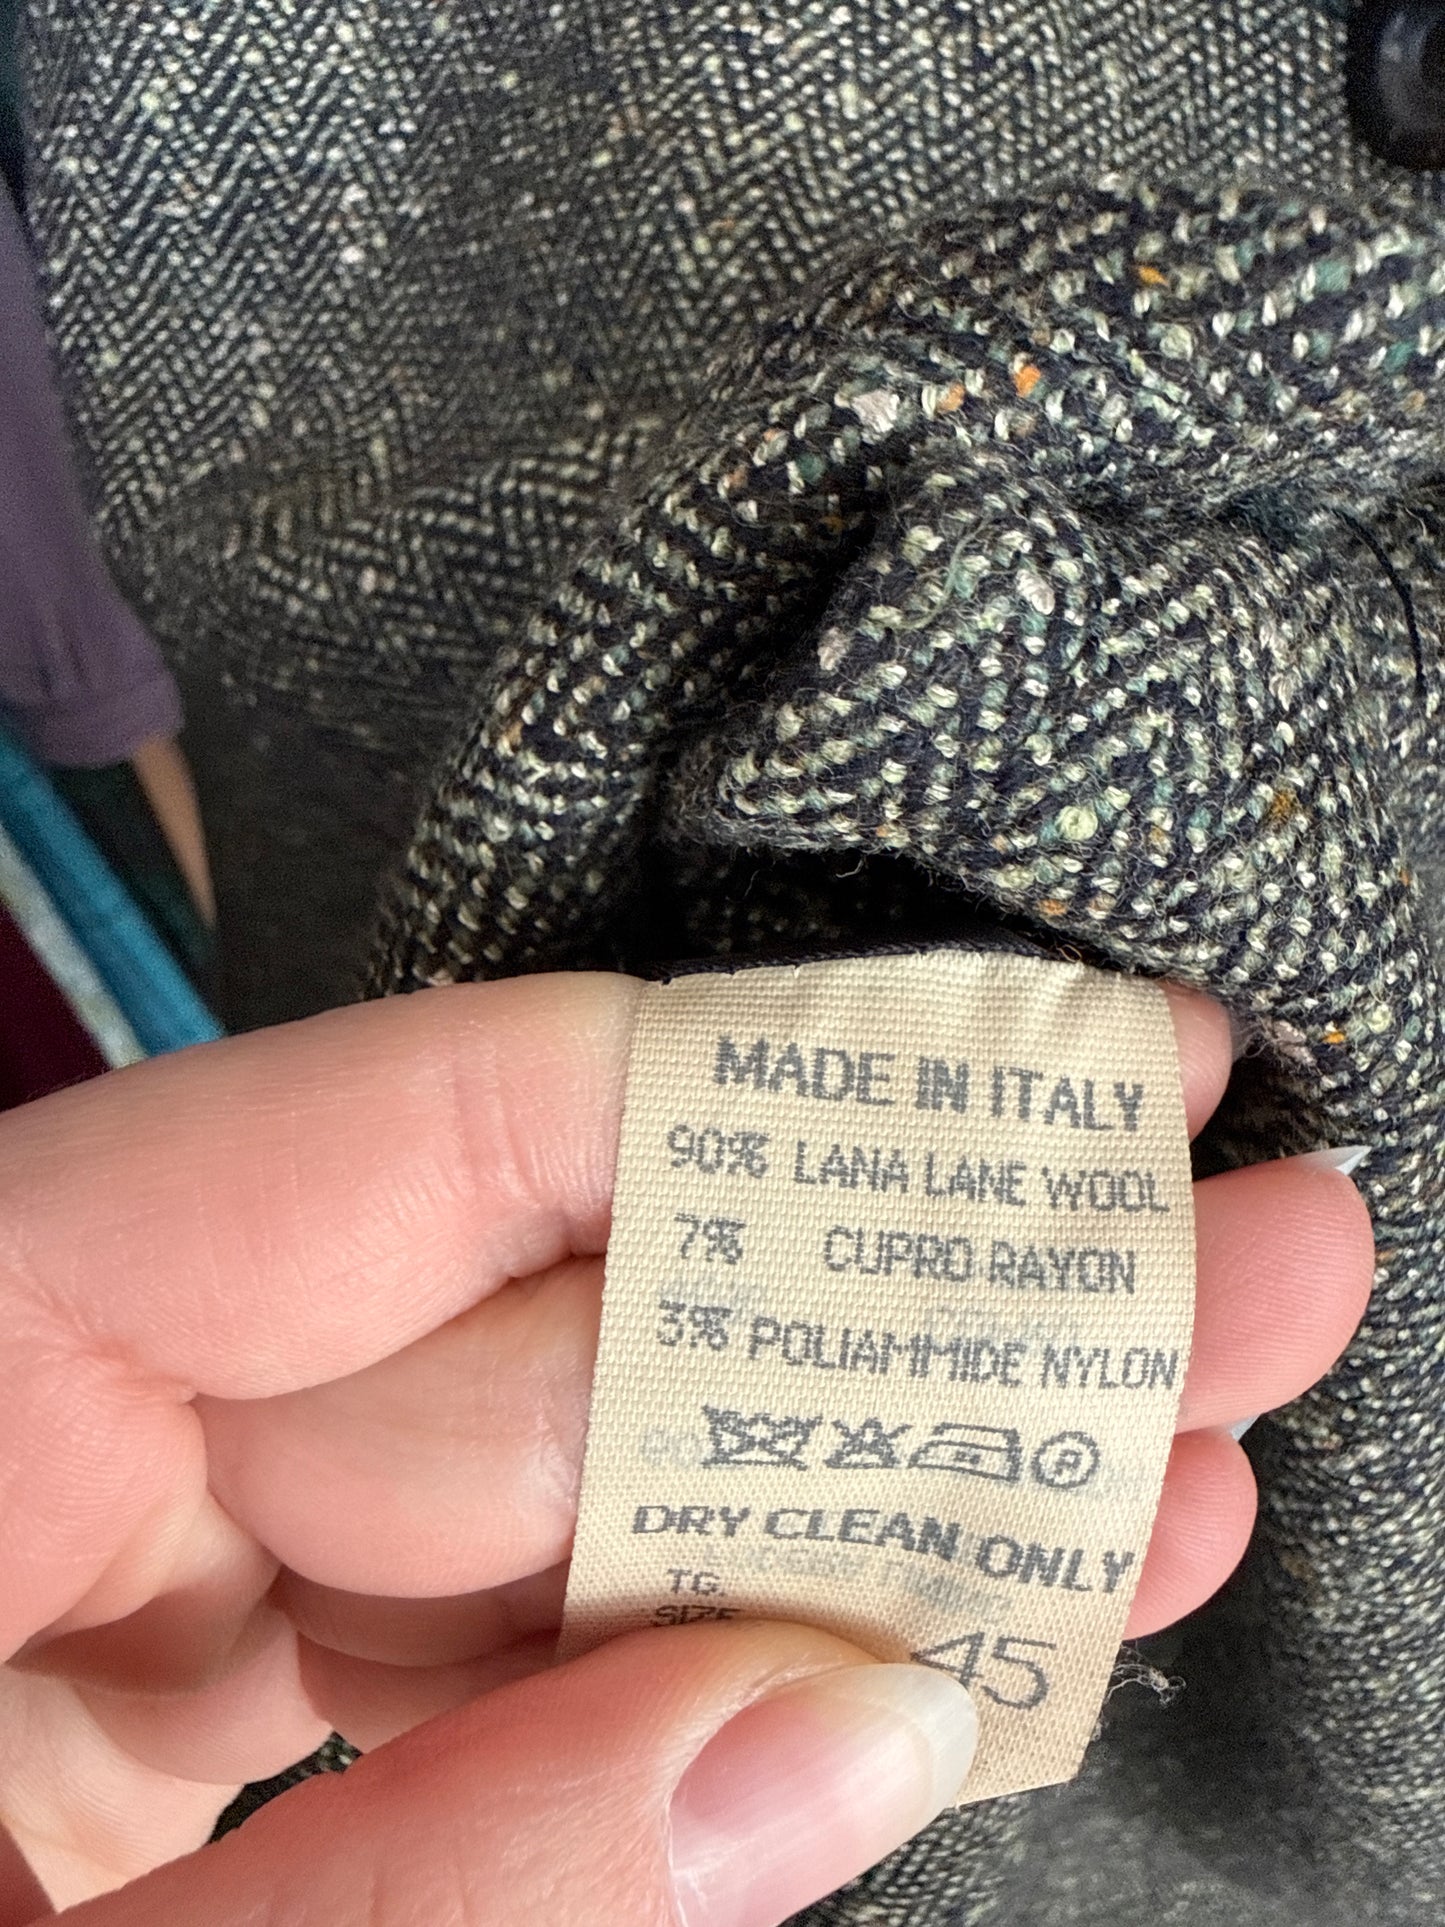 MADE IN ITALY
90% LANA LANE WOOL
7% CUPRO RAYON
3% POLIAMMIDE NYLON
P
DRY CLEAN ONLY
TG.
SIZE
45